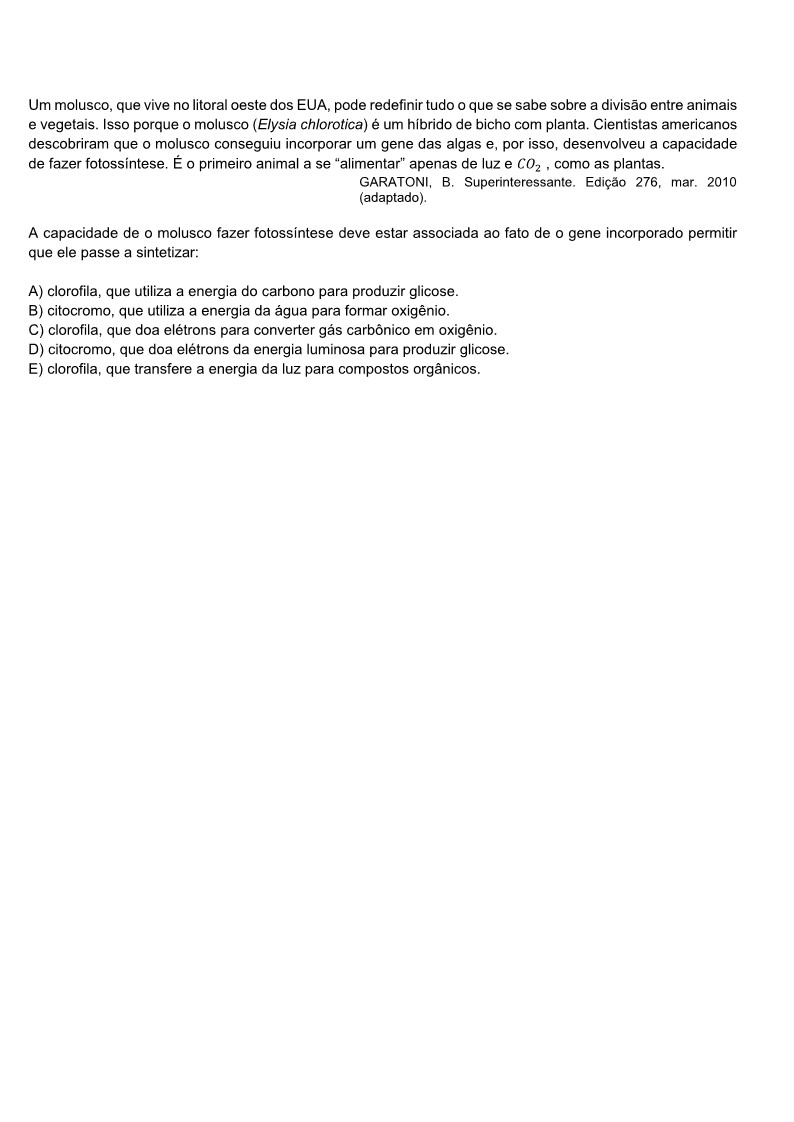 Um molusco, que vive no litoral oeste dos EUA, pode redefinir tudo o que se sabe sobre a divisão entre animais
e vegetais. Isso porque o molusco (Elysia chlorotica) é um híbrido de bicho com planta. Cientistas americanos
descobriram que o molusco conseguiu incorporar um gene das algas e, por isso, desenvolveu a capacidade
de fazer fotossíntese. É o primeiro animal a se “alimentar” apenas de luz e CO₂ , como as plantas.
GARATONI, B. Superinteressante. Edição 276, mar. 2010
(adaptado).
A capacidade de o molusco fazer fotossíntese deve estar associada ao fato de o gene incorporado permitir
que ele passe a sintetizar:
A) clorofila, que utiliza a energia do carbono para produzir glicose.
B) citocromo, que utiliza a energia da água para formar oxigênio.
C) clorofila, que doa elétrons para converter gás carbônico em oxigênio.
D) citocromo, que doa elétrons da energia luminosa para produzir glicose.
E) clorofila, que transfere a energia da luz para compostos orgânicos.